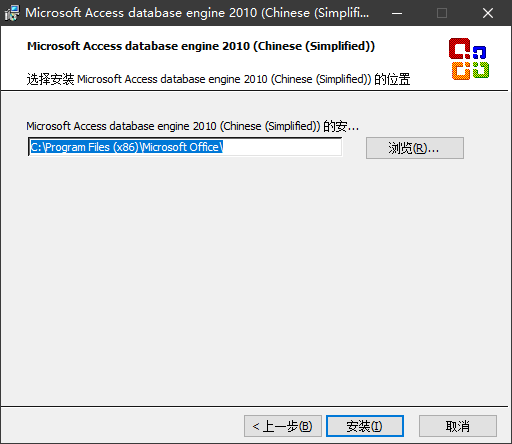 Microsoft Access database engine 2010 (Chinese (Simplifi...
Microsoft Access database engine 2010 (Chinese (Simplified))
选择安装 Microsoft Access database engine 2010 (Chinese (Simplified)) 的位置
Microsoft Access database engine 2010 (Chinese (Simplified)) 的安...
C:\Program Files (x86)\Microsoft Office\
浏览(R)...
< 上一步(B)
安装(I)
取消